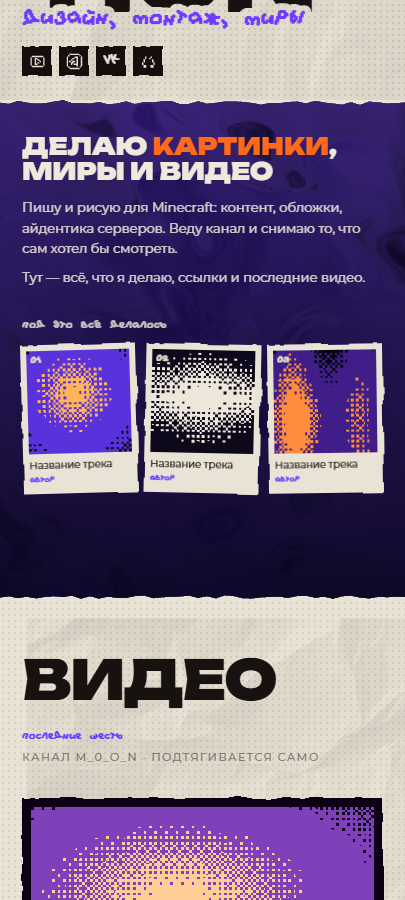 дизайн, монтаж, миры
ДЕЛАЮ КАРТИНКИ,
МИРЫ И ВИДЕО
Пишу и рисую для Minecraft: контент, обложки,
айдентика серверов. Веду канал и снимаю то, что
сам хотел бы смотреть.
Тут — всё, что я делаю, ссылки и последние видео.
под это всё делалось
01
02
03
Название трека
Название трека
Название трека
автор
автор
автор
ВИДЕО
последние шесть
КАНАЛ M_0_O_N · ПОДТЯГИВАЕТСЯ САМО